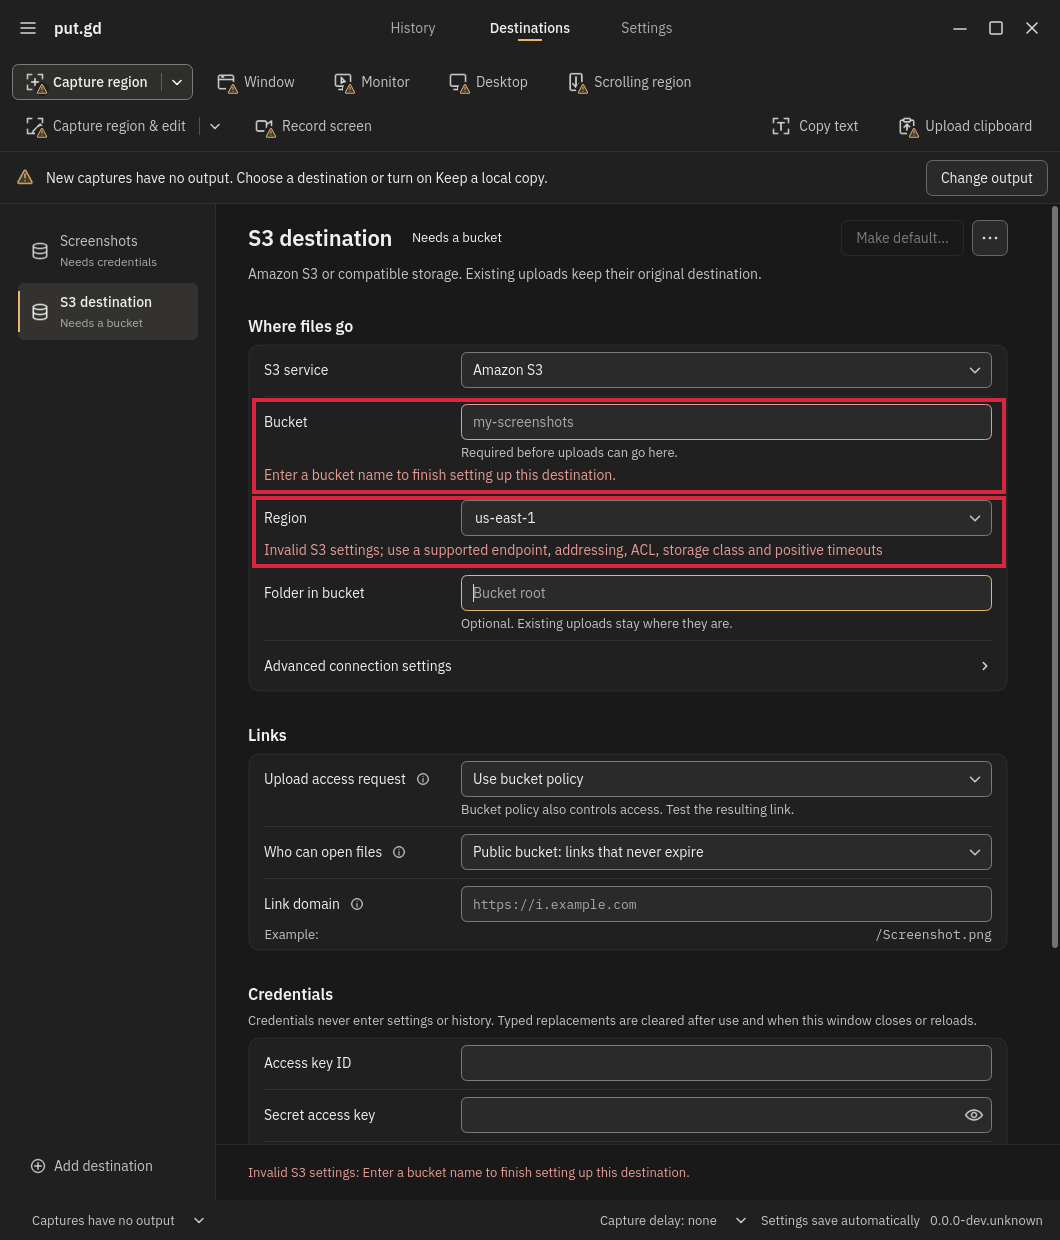 put.gd
History
Destinations
Settings
Capture region
Window
Monitor
Desktop
Scrolling region
Capture region & edit
Record screen
Copy text
Upload clipboard
New captures have no output. Choose a destination or turn on Keep a local copy.
Change output
Screenshots
Needs credentials
S3 destination
Needs a bucket
Add destination
S3 destination
Needs a bucket
Make default...
Amazon S3 or compatible storage. Existing uploads keep their original destination.
Where files go
S3 service
Amazon S3
Bucket
my-screenshots
Required before uploads can go here.
Enter a bucket name to finish setting up this destination.
Region
us-east-1
Invalid S3 settings; use a supported endpoint, addressing, ACL, storage class and positive timeouts
Folder in bucket
Bucket root
Optional. Existing uploads stay where they are.
Advanced connection settings
Links
Upload access request
Use bucket policy
Bucket policy also controls access. Test the resulting link.
Who can open files
Public bucket: links that never expire
Link domain
https://i.example.com
Example:
/Screenshot.png
Credentials
Credentials never enter settings or history. Typed replacements are cleared after use and when this window closes or reloads.
Access key ID
Secret access key
Invalid S3 settings: Enter a bucket name to finish setting up this destination.
Captures have no output
Capture delay: none
Settings save automatically
0.0.0-dev.unknown